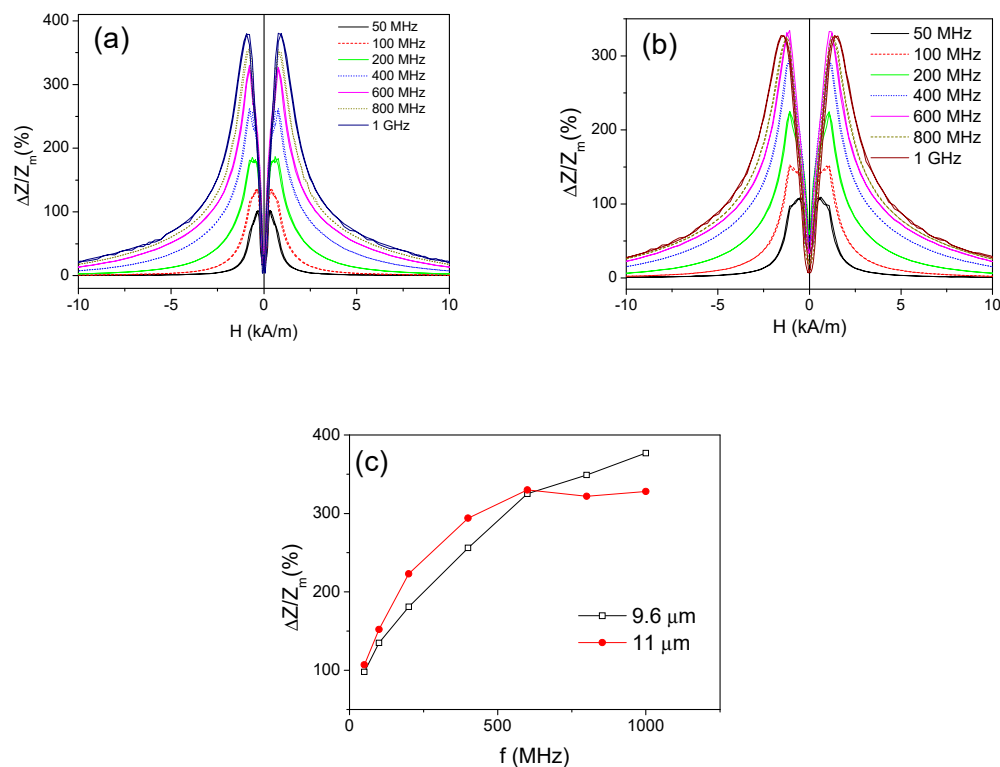 (a)
50 MHz
100 MHz
200 MHz
400 MHz
600 MHz
800 MHz
1 GHz
400
300
200
100
0
ΔZ/Zm(%)
-10 -5 0 5 10
H (kA/m)
(b)
50 MHz
100 MHz
200 MHz
400 MHz
600 MHz
800 MHz
1 GHz
300
200
100
0
ΔZ/Zm(%)
-10 -5 0 5 10
H (kA/m)
(c)
400
300
200
100
ΔZ/Zm(%)
9.6 μm
11 μm
0 500 1000
f (MHz)